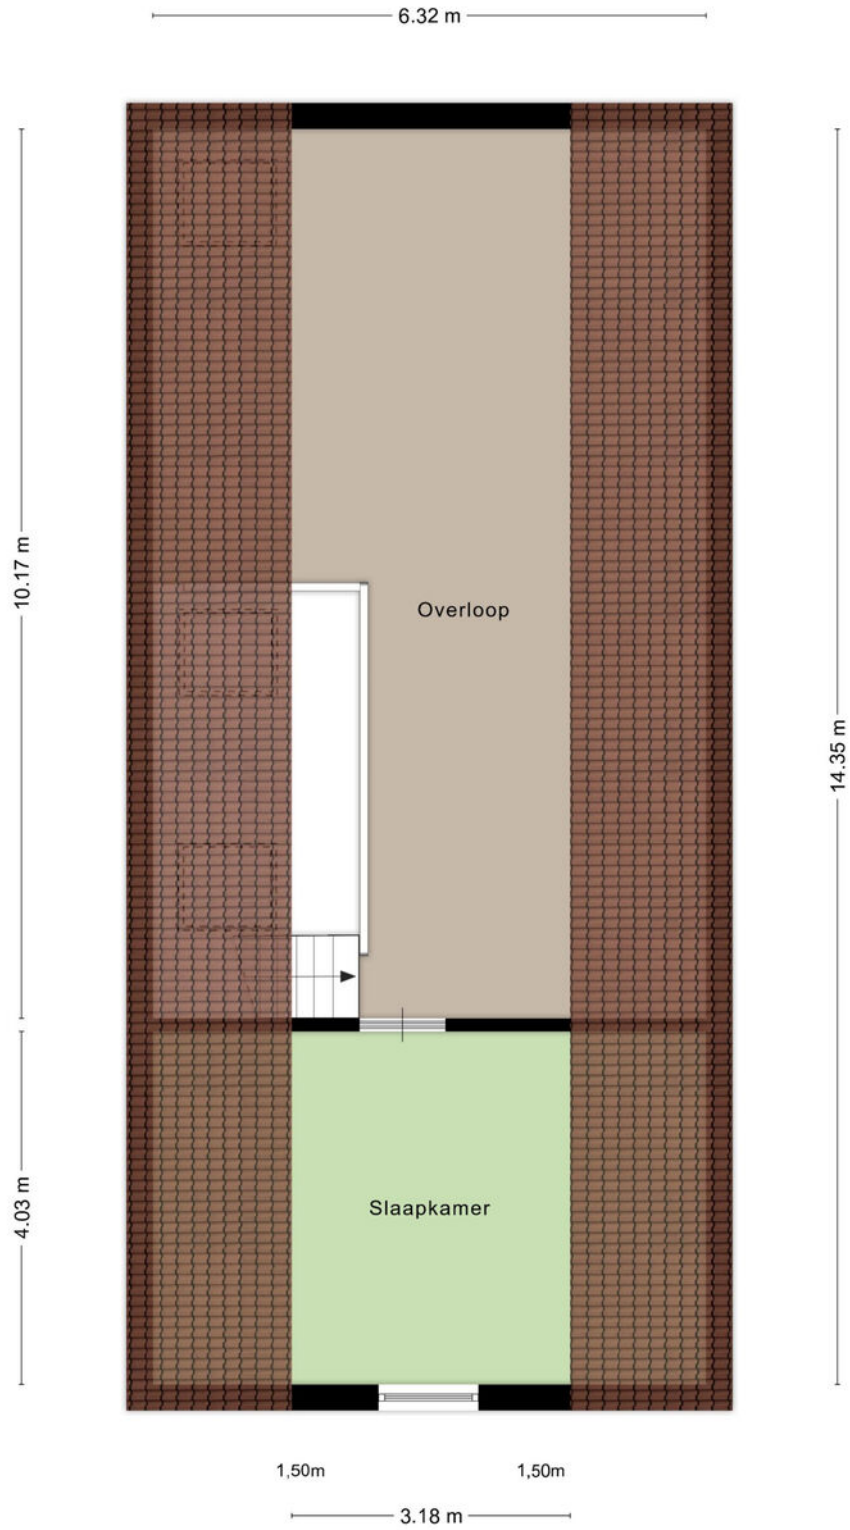 6.32 m
10.17 m
Overloop
14.35 m
4.03 m
Slaapkamer
1,50m 1,50m
3.18 m